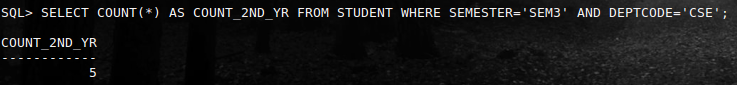 SQL> SELECT COUNT(*) AS COUNT_2ND_YR FROM STUDENT WHERE SEMESTER='SEM3' AND DEPTCODE='CSE';
COUNT_2ND_YR
------------
5